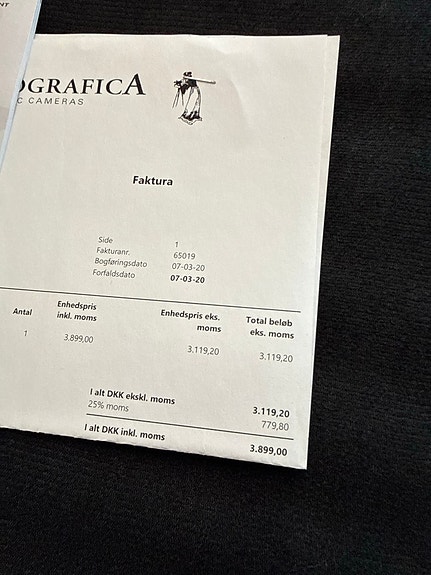 NT
OGRAFICA
C CAMERAS
Faktura
Side 1
Fakturanr. 65019
Bogføringsdato 07-03-20
Forfaldsdato 07-03-20
Antal Enhedspris inkl. moms Enhedspris eks. moms Total beløb eks. moms
1 3.899,00 3.119,20 3.119,20
I alt DKK ekskl. moms 3.119,20
25% moms 779,80
I alt DKK inkl. moms 3.899,00